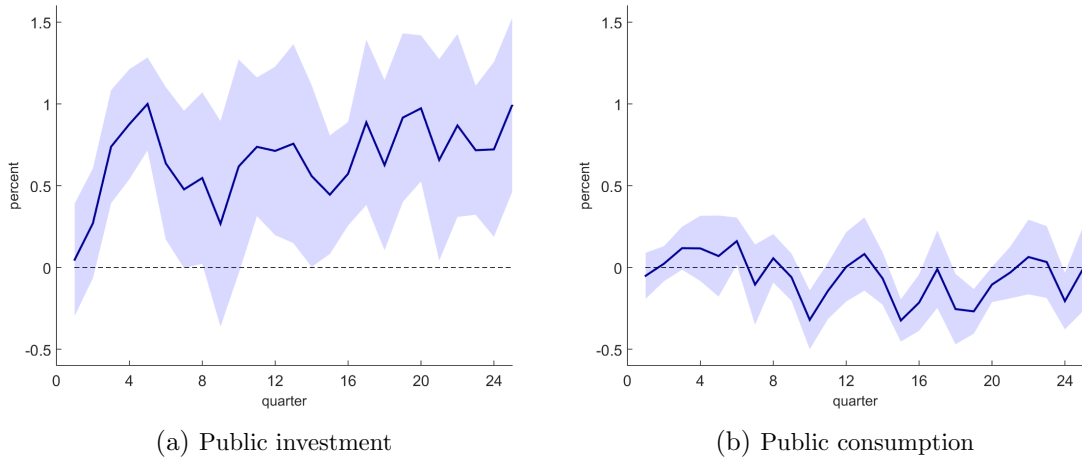 1.5
1
0.5
0
-0.5
percent
0 4 8 12 16 20 24
quarter
(a) Public investment
1.5
1
0.5
0
-0.5
percent
0 4 8 12 16 20 24
quarter
(b) Public consumption